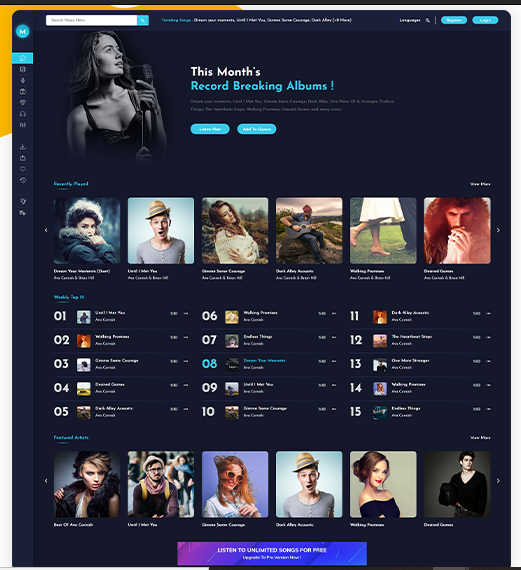 M
Search Music Here..
Trending Songs : Dream your moments, Until I Met You, Gimme Some Courage, Dark Alley (+8 More)
Languages
Register
Login
This Month's
Record Breaking Albums !
Dream your moments, Until I Met You, Gimme Some Courage, Dark Alley, One More Of A Stranger, Endless
Things, The Heartbeat Stops, Walking Promises, Desired Games and many more...
Listen Now
Add To Queue
Recently Played
View More
Dream Your Moments (Duet)
Ava Cornish & Brian Hill
Until I Met You
Ava Cornish & Brian Hill
Gimme Some Courage
Ava Cornish & Brian Hill
Dark Alley Acoustic
Ava Cornish & Brian Hill
Walking Promises
Ava Cornish & Brian Hill
Desired Games
Ava Cornish & Brian Hill
Weekly Top 15
01
Until I Met You
Ava Cornish
5:10
02
Walking Promises
Ava Cornish
5:10
03
Gimme Some Courage
Ava Cornish
5:10
04
Desired Games
Ava Cornish
5:10
05
Dark Alley Acoustic
Ava Cornish
5:10
06
Walking Promises
Ava Cornish
5:10
07
Endless Things
Ava Cornish
5:10
08
Dream Your Moments
Ava Cornish
5:10
09
Until I Met You
Ava Cornish
5:10
10
Gimme Some Courage
Ava Cornish
5:10
11
Dark Alley Acoustic
Ava Cornish
5:10
12
The Heartbeat Stops
Ava Cornish
5:10
13
One More Stranger
Ava Cornish
5:10
14
Walking Promises
Ava Cornish
5:10
15
Endless Things
Ava Cornish
5:10
Featured Artists
View More
Best Of Ava Cornish
Until I Met You
Gimme Some Courage
Dark Alley Acoustic
Walking Promises
Desired Games
LISTEN TO UNLIMITED SONGS FOR FREE
Upgrade To Pro Version Now !